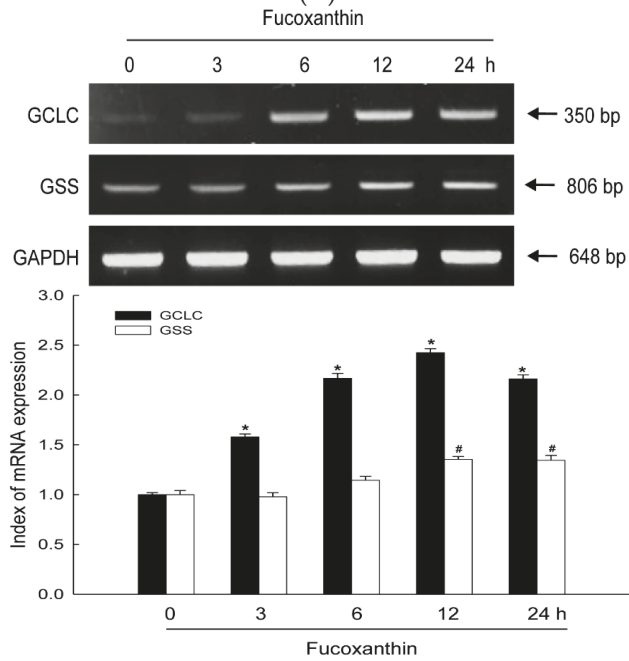 Fucoxanthin
0 3 6 12 24 h
GCLC ← 350 bp
GSS ← 806 bp
GAPDH ← 648 bp
3.0
GCLC
GSS
2.5
2.0
1.5
1.0
0.5
0.0
Index of mRNA expression
* * * *
# #
0 3 6 12 24 h
Fucoxanthin